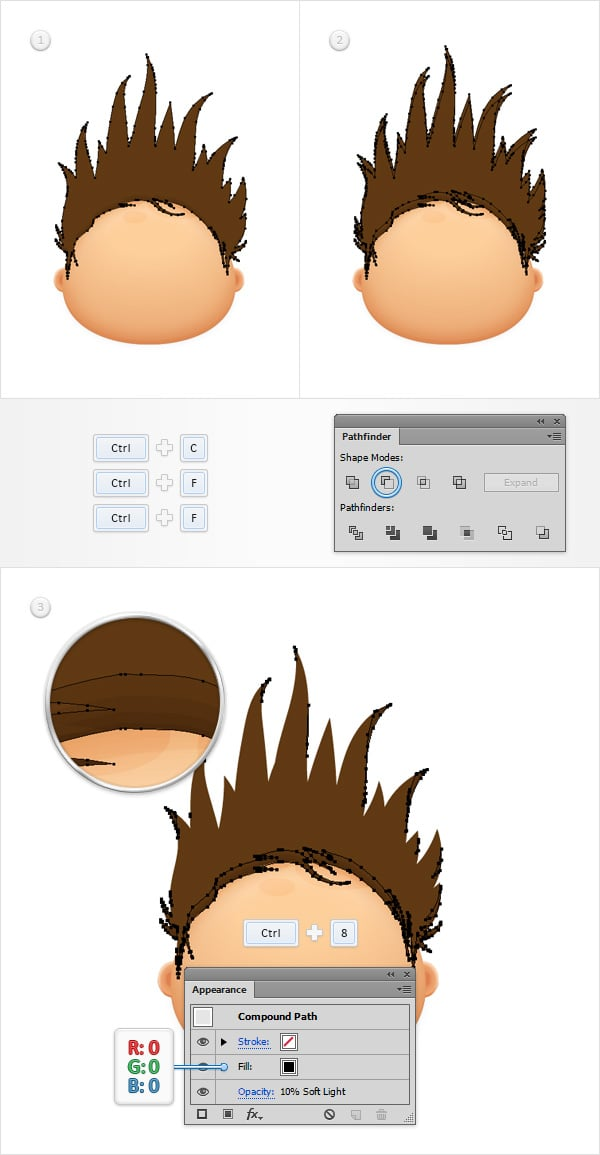 1
2
Ctrl + C
Ctrl + F
Ctrl + F
Pathfinder
Shape Modes:
Expand
Pathfinders:
3
Ctrl + 8
Appearance
Compound Path
Stroke:
Fill:
Opacity: 10% Soft Light
fx
R: 0
G: 0
B: 0